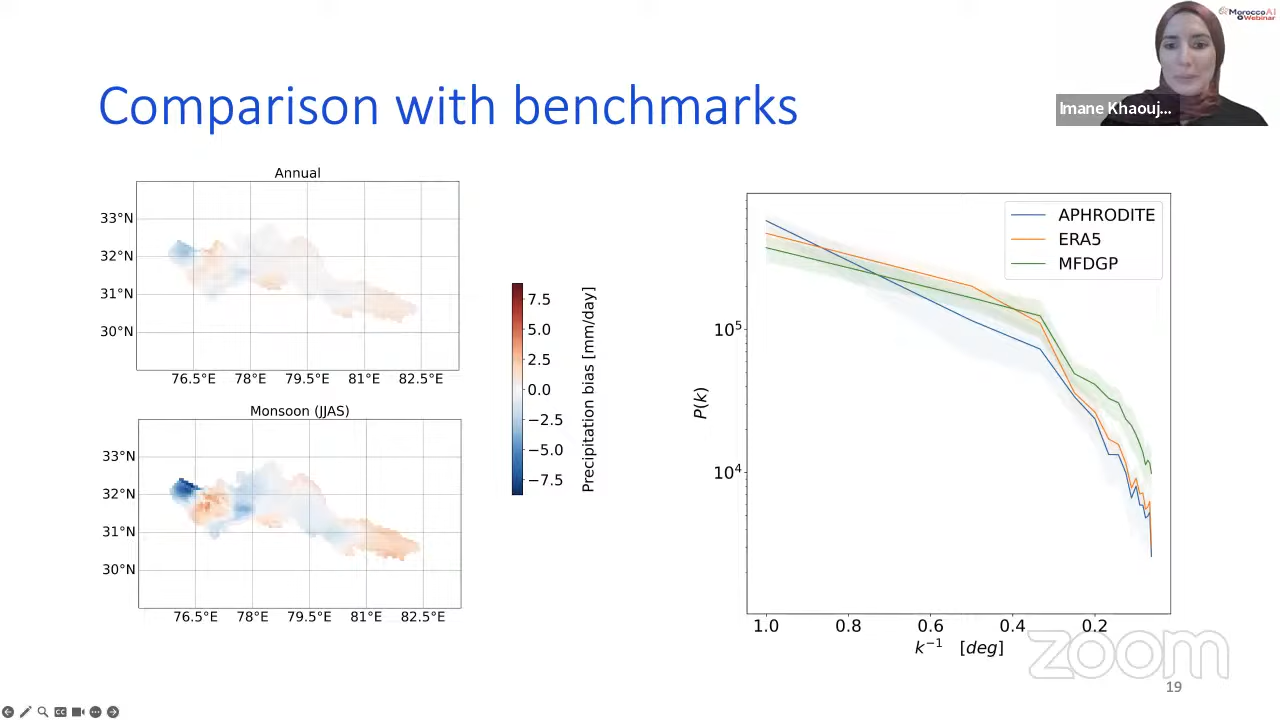 MoroccoAI
Webinar
Imane Khaouj...
Comparison with benchmarks
Annual
33°N
32°N
31°N
30°N
76.5°E 78°E 79.5°E 81°E 82.5°E
Monsoon (JJAS)
33°N
32°N
31°N
30°N
76.5°E 78°E 79.5°E 81°E 82.5°E
7.5
5.0
2.5
0.0
−2.5
−5.0
−7.5
Precipitation bias [mm/day]
APHRODITE
ERA5
MFDGP
10⁵
10⁴
P(k)
1.0 0.8 0.6 0.4 0.2
k⁻¹ [deg]
zoom
19
CC